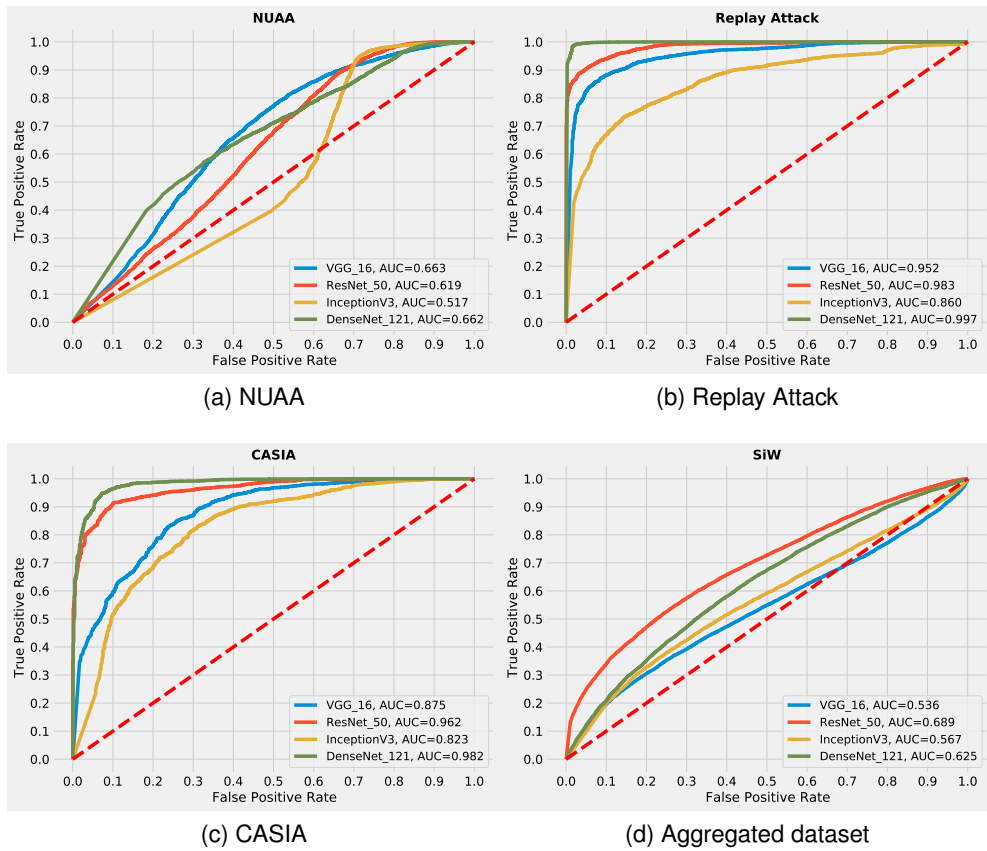 NUAA
True Positive Rate
1.0
0.9
0.8
0.7
0.6
0.5
0.4
0.3
0.2
0.1
0.0
VGG_16, AUC=0.663
ResNet_50, AUC=0.619
InceptionV3, AUC=0.517
DenseNet_121, AUC=0.662
0.0 0.1 0.2 0.3 0.4 0.5 0.6 0.7 0.8 0.9 1.0
False Positive Rate
(a) NUAA
Replay Attack
True Positive Rate
1.0
0.9
0.8
0.7
0.6
0.5
0.4
0.3
0.2
0.1
0.0
VGG_16, AUC=0.952
ResNet_50, AUC=0.983
InceptionV3, AUC=0.860
DenseNet_121, AUC=0.997
0.0 0.1 0.2 0.3 0.4 0.5 0.6 0.7 0.8 0.9 1.0
False Positive Rate
(b) Replay Attack
CASIA
True Positive Rate
1.0
0.9
0.8
0.7
0.6
0.5
0.4
0.3
0.2
0.1
0.0
VGG_16, AUC=0.875
ResNet_50, AUC=0.962
InceptionV3, AUC=0.823
DenseNet_121, AUC=0.982
0.0 0.1 0.2 0.3 0.4 0.5 0.6 0.7 0.8 0.9 1.0
False Positive Rate
(c) CASIA
SiW
True Positive Rate
1.0
0.9
0.8
0.7
0.6
0.5
0.4
0.3
0.2
0.1
0.0
VGG_16, AUC=0.536
ResNet_50, AUC=0.689
InceptionV3, AUC=0.567
DenseNet_121, AUC=0.625
0.0 0.1 0.2 0.3 0.4 0.5 0.6 0.7 0.8 0.9 1.0
False Positive Rate
(d) Aggregated dataset